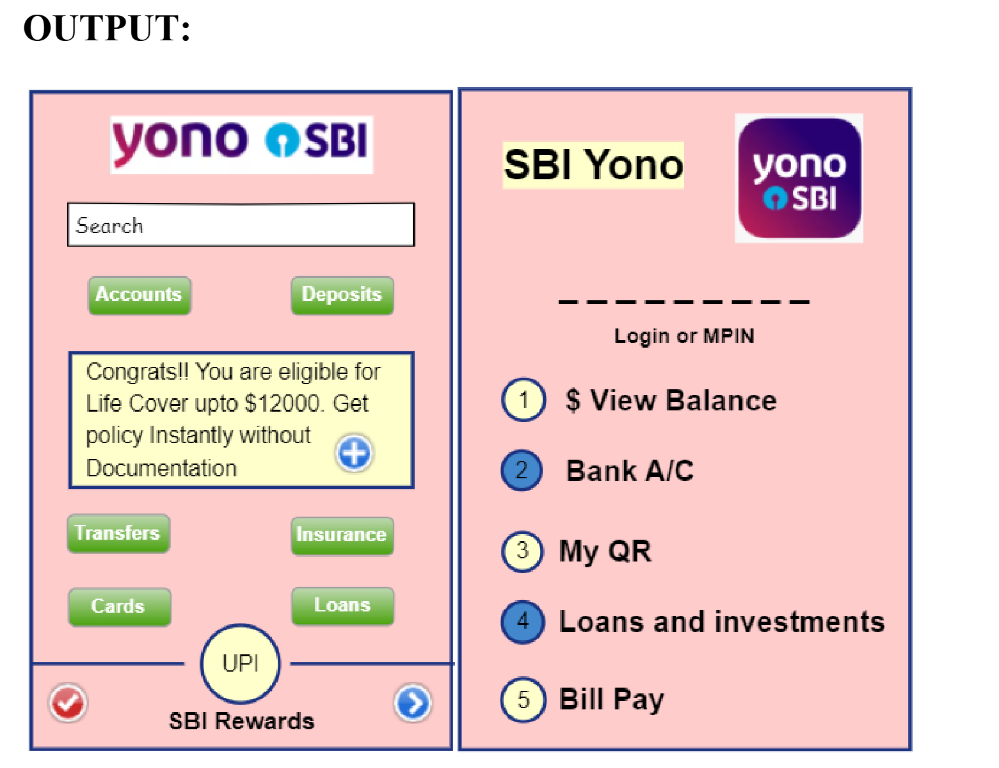 OUTPUT:
yono SBI
Search
Accounts
Deposits
Congrats!! You are eligible for
Life Cover upto $12000. Get
policy Instantly without
Documentation
Transfers
Insurance
Cards
Loans
UPI
SBI Rewards
SBI Yono
yono
SBI
Login or MPIN
1 $ View Balance
2 Bank A/C
3 My QR
4 Loans and investments
5 Bill Pay